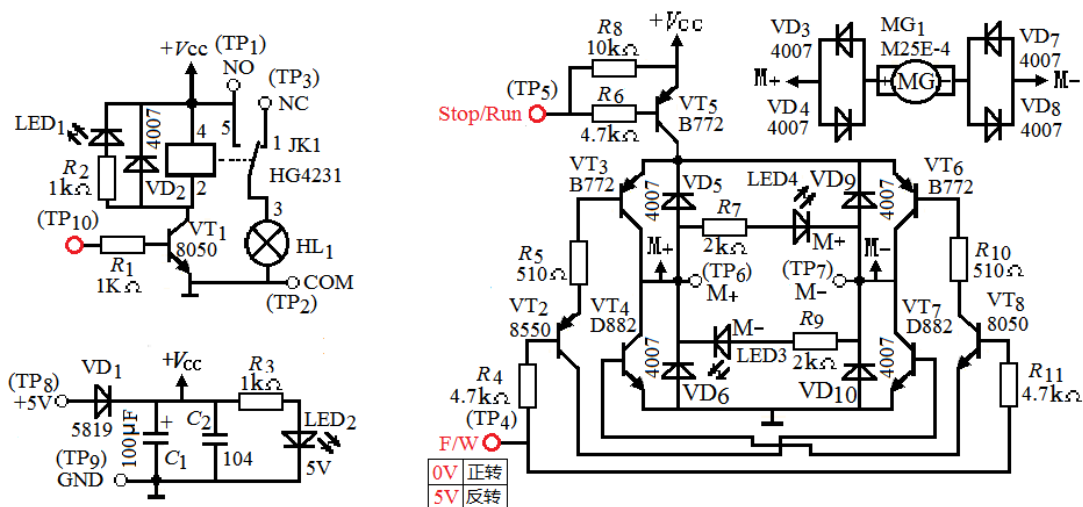 +Vcc
(TP1)
NO
(TP3)
NC
LED1
4007
4
5
1
JK1
R2
1kΩ
VD2
2
HG4231
(TP10)
VT1
8050
3
HL1
R1
1KΩ
COM
(TP2)
VD1
+Vcc
R3
1kΩ
(TP8)
+5V
5819
100μF
+
C1
C2
104
LED2
5V
(TP9)
GND
R8
10kΩ
+Vcc
(TP5)
Stop/Run
R6
4.7kΩ
VT5
B772
VD3
4007
MG1
M25E-4
VD7
4007
M+
+
MG
-
M-
VD4
4007
VD8
4007
VT3
B772
4007
VD5
LED4
VD9
4007
VT6
B772
R7
2kΩ
M+
R5
510Ω
M+
(TP6)
M+
(TP7)
M-
M-
R10
510Ω
VT2
8550
VT4
D882
M-
R9
2kΩ
VT7
D882
VT8
8050
4007
LED3
4007
R4
4.7kΩ
VD6
VD10
R11
4.7kΩ
(TP4)
F/W
0V 正转
5V 反转